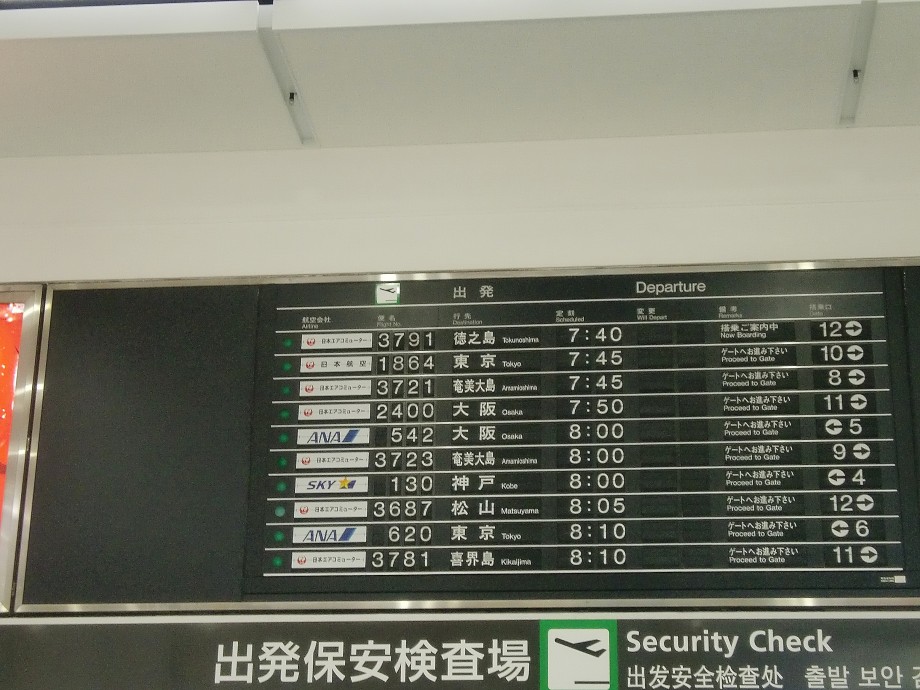 出発 Departure
航空会社 便名 行先 定刻 変更 備考 搭乗口
Airline Flight No. Destination Scheduled Will Depart Remarks Gate
日本エアコミューター 3791 徳之島 Tokunoshima 7:40 搭乗ご案内中 Now Boarding 12
日本航空 1864 東京 Tokyo 7:45 ゲートへお進み下さい Proceed to Gate 10
日本エアコミューター 3721 奄美大島 Amamioshima 7:45 ゲートへお進み下さい Proceed to Gate 8
日本エアコミューター 2400 大阪 Osaka 7:50 ゲートへお進み下さい Proceed to Gate 11
ANA 542 大阪 Osaka 8:00 ゲートへお進み下さい Proceed to Gate 5
日本エアコミューター 3723 奄美大島 Amamioshima 8:00 ゲートへお進み下さい Proceed to Gate 9
SKY 130 神戸 Kobe 8:00 ゲートへお進み下さい Proceed to Gate 4
日本エアコミューター 3687 松山 Matsuyama 8:05 ゲートへお進み下さい Proceed to Gate 12
ANA 620 東京 Tokyo 8:10 ゲートへお進み下さい Proceed to Gate 6
日本エアコミューター 3781 喜界島 Kikaijima 8:10 ゲートへお進み下さい Proceed to Gate 11
出発保安検査場 Security Check
出发安全检查处 출발 보안